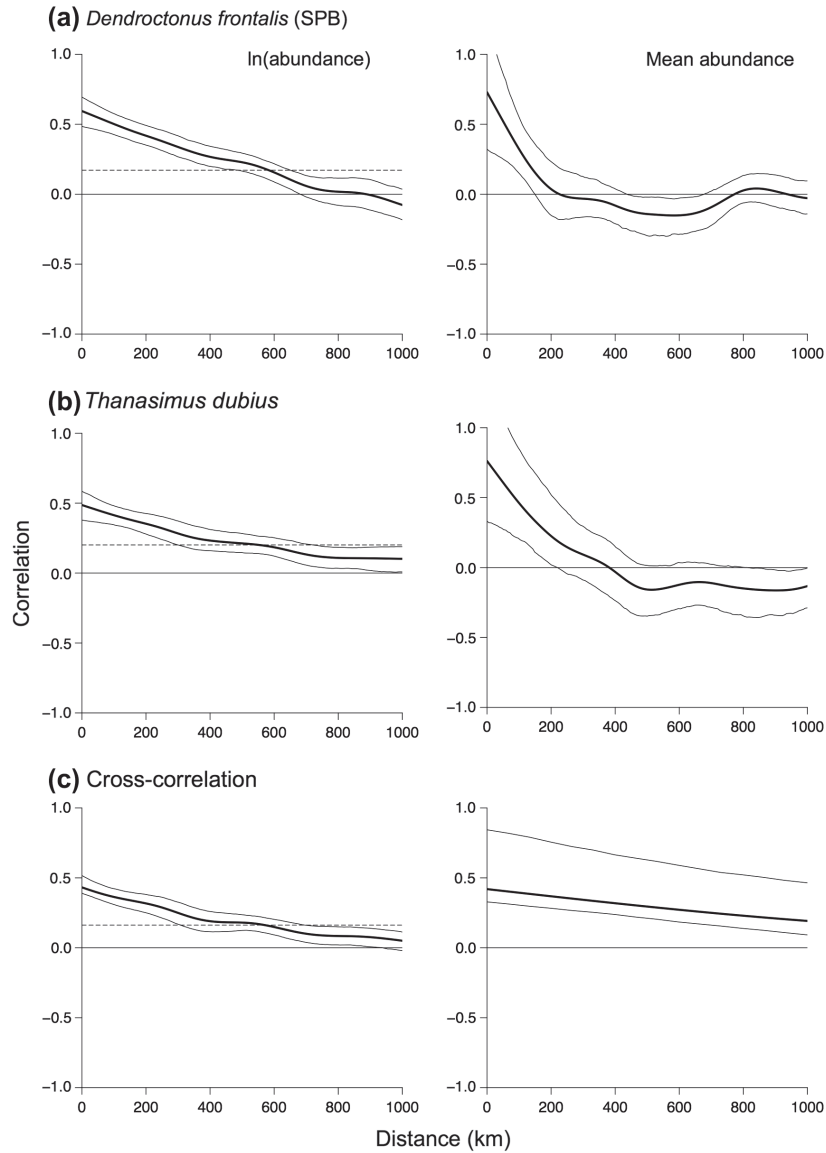 (a) Dendroctonus frontalis (SPB)
ln(abundance)
1.0
0.5
0.0
−0.5
−1.0
0 200 400 600 800 1000
Mean abundance
1.0
0.5
0.0
−0.5
−1.0
0 200 400 600 800 1000
(b) Thanasimus dubius
1.0
0.5
0.0
−0.5
−1.0
0 200 400 600 800 1000
1.0
0.5
0.0
−0.5
−1.0
0 200 400 600 800 1000
Correlation
(c) Cross-correlation
1.0
0.5
0.0
−0.5
−1.0
0 200 400 600 800 1000
1.0
0.5
0.0
−0.5
−1.0
0 200 400 600 800 1000
Distance (km)